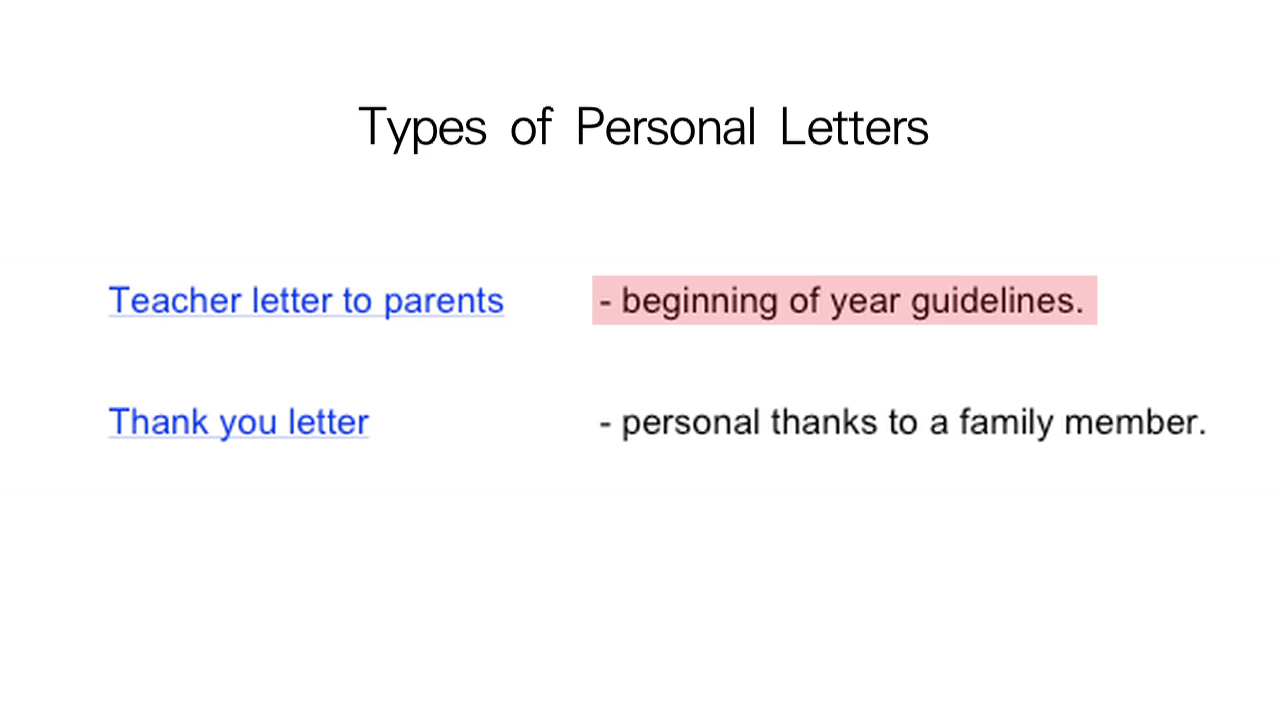 Types of Personal Letters
Teacher letter to parents - beginning of year guidelines.
Thank you letter - personal thanks to a family member.